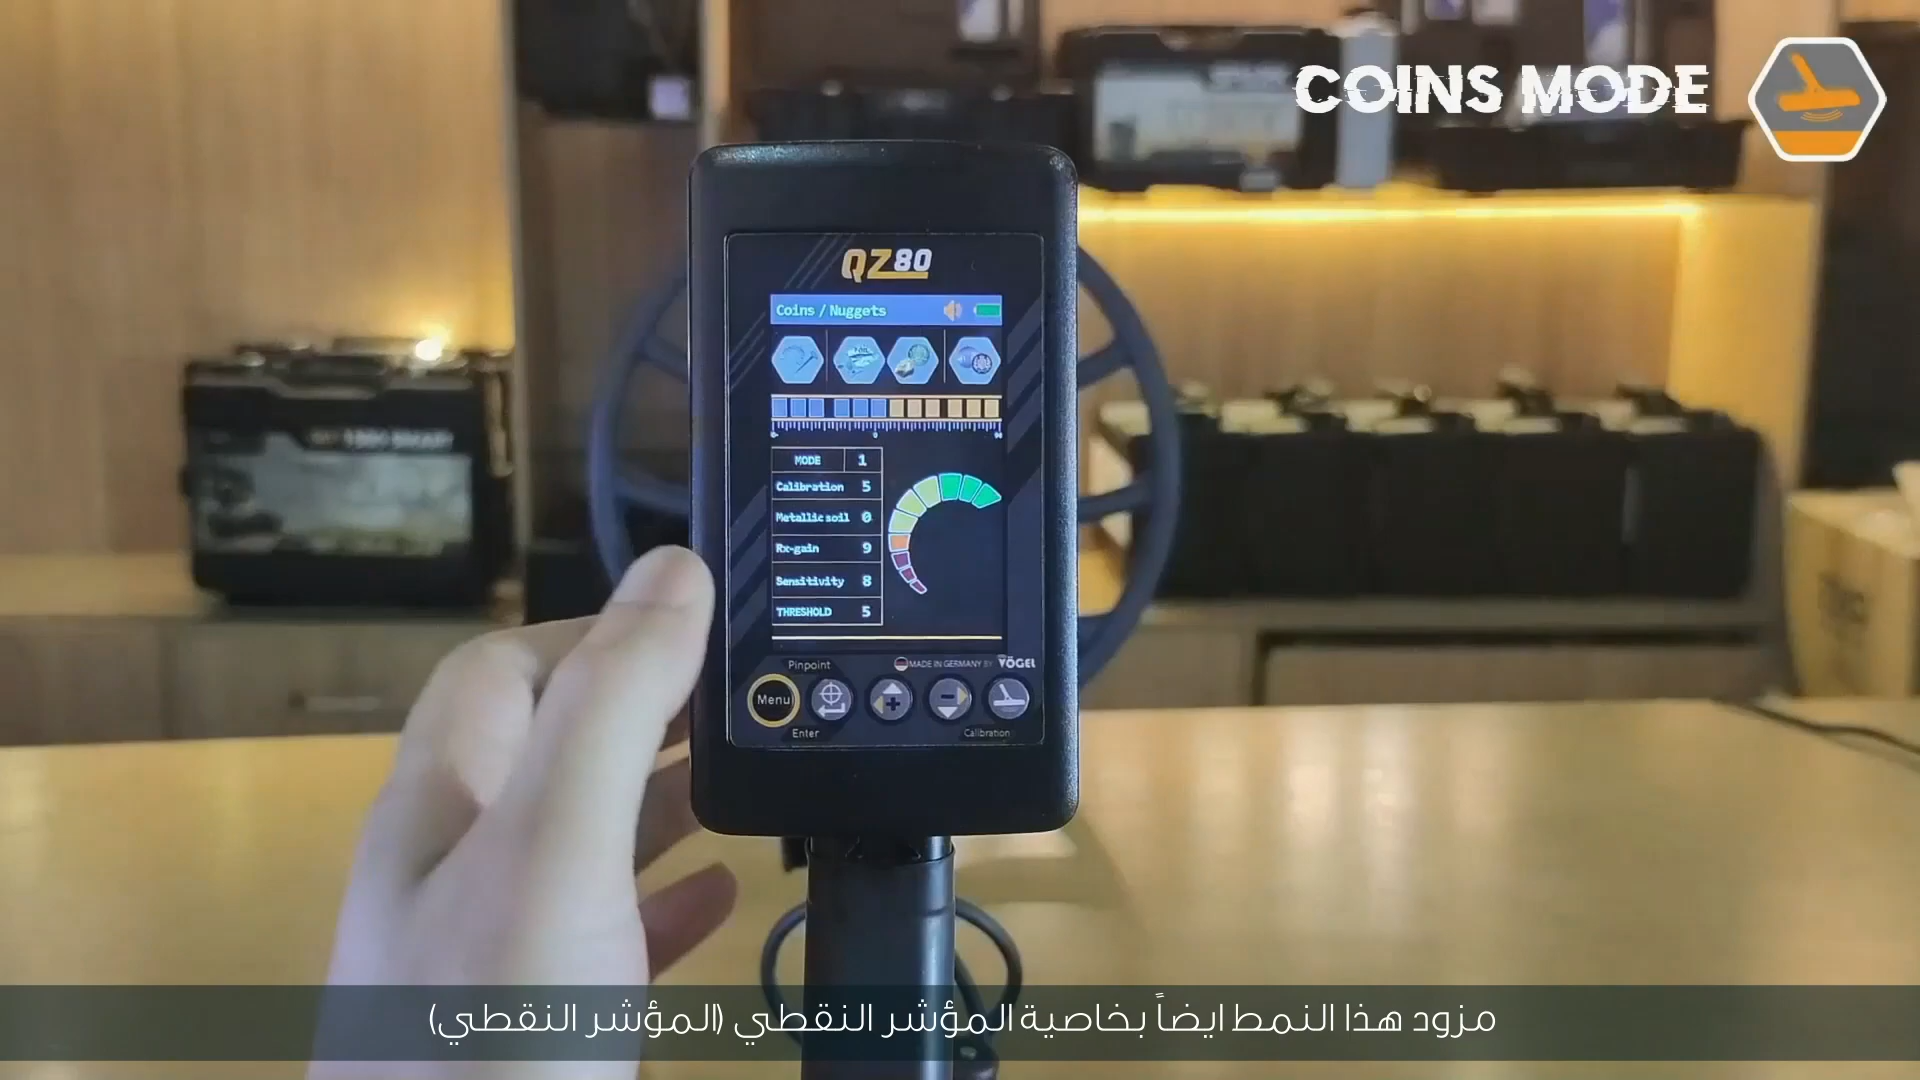 COINS MODE
QZ80
Coins / Nuggets
MODE 1
Calibration 5
Metallic soil 0
Rx-gain 9
Sensitivity 8
THRESHOLD 5
Pinpoint
MADE IN GERMANY BY VÖGEL
Menu
Enter
Calibration
مزود هذا النمط ايضاً بخاصية المؤشر النقطي (المؤشر النقطي)